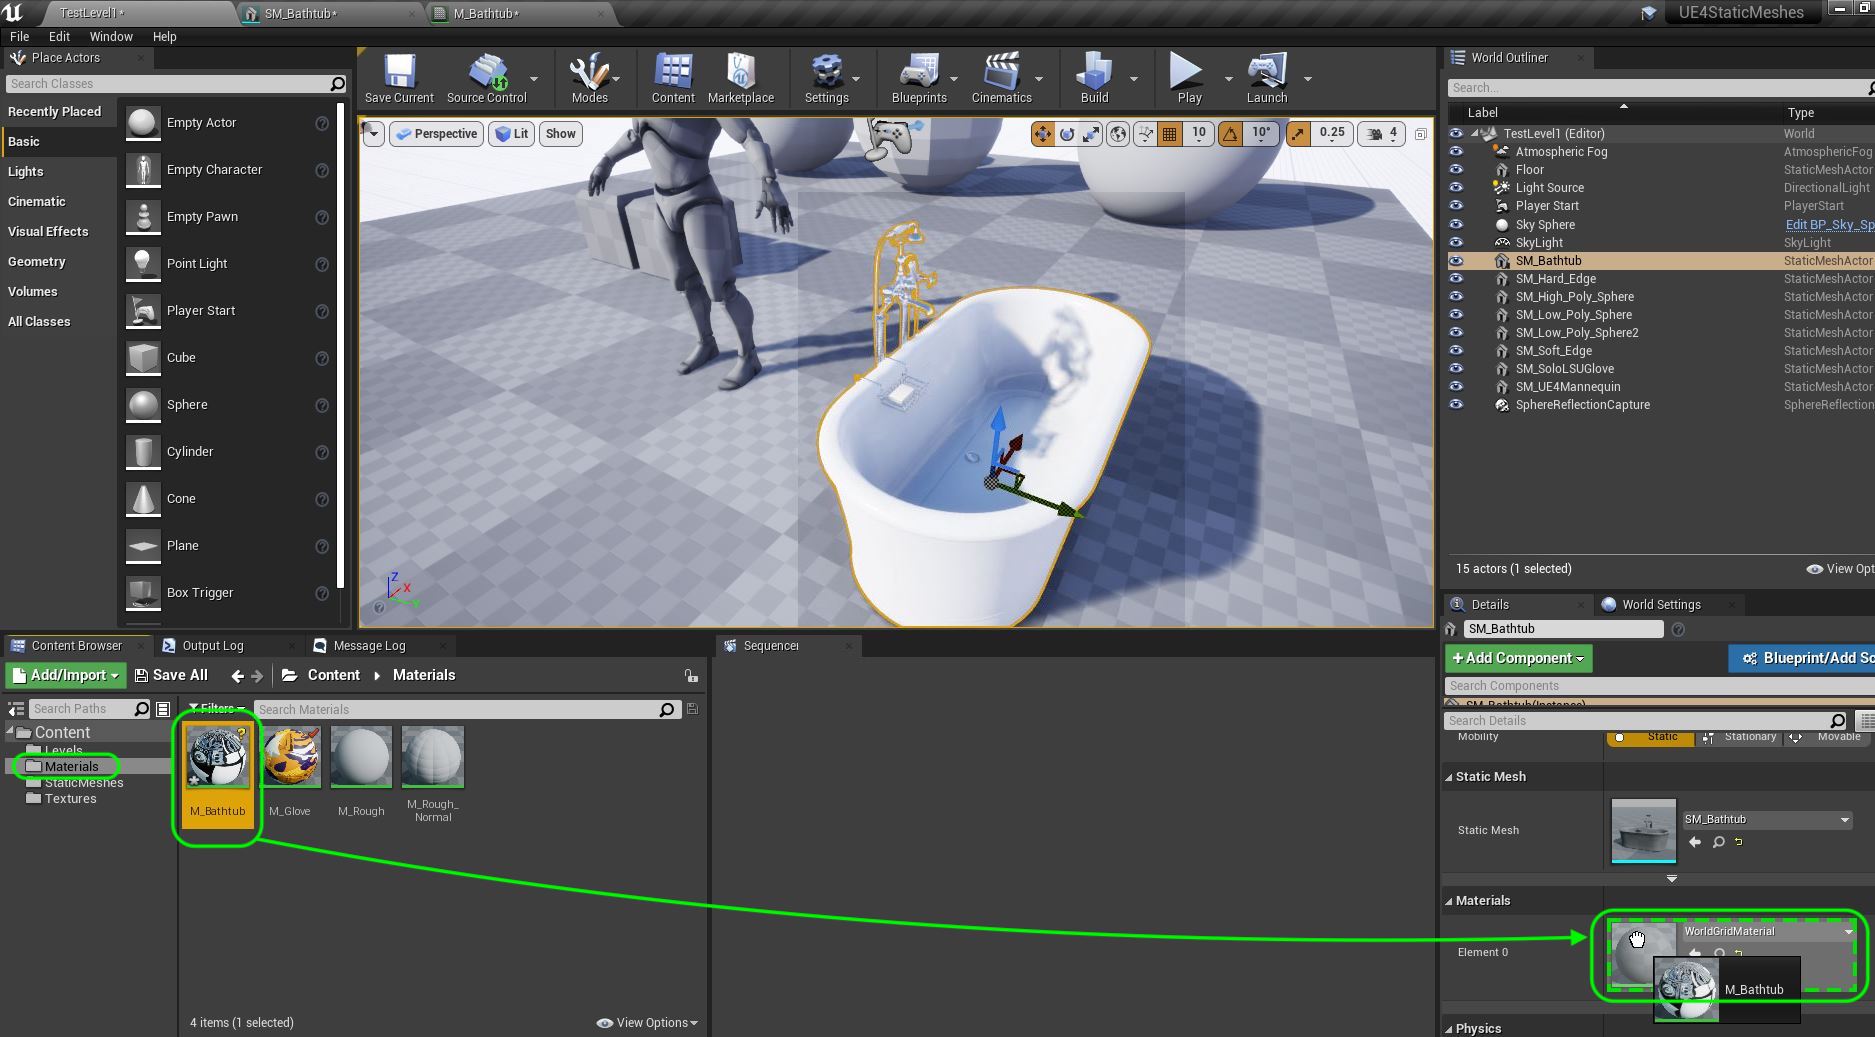 TestLevel1*
SM_Bathtub*
M_Bathtub*
UE4StaticMeshes
File Edit Window Help
Place Actors
Search Classes
Recently Placed
Basic
Lights
Cinematic
Visual Effects
Geometry
Volumes
All Classes
Empty Actor
Empty Character
Empty Pawn
Point Light
Player Start
Cube
Sphere
Cylinder
Cone
Plane
Box Trigger
Save Current
Source Control
Modes
Content
Marketplace
Settings
Blueprints
Cinematics
Build
Play
Launch
Perspective
Lit
Show
10
10°
0.25
4
Z
X
Y
World Outliner
Search...
Label Type
TestLevel1 (Editor) World
Atmospheric Fog AtmosphericFog
Floor StaticMeshActor
Light Source DirectionalLight
Player Start PlayerStart
Sky Sphere Edit BP_Sky_Sp
SkyLight SkyLight
SM_Bathtub StaticMeshActor
SM_Hard_Edge StaticMeshActor
SM_High_Poly_Sphere StaticMeshActor
SM_Low_Poly_Sphere StaticMeshActor
SM_Low_Poly_Sphere2 StaticMeshActor
SM_Soft_Edge StaticMeshActor
SM_SoloLSUGlove StaticMeshActor
SM_UE4Mannequin StaticMeshActor
SphereReflectionCapture SphereReflection
15 actors (1 selected)
View Opt
Content Browser
Output Log
Message Log
Add/Import
Save All
Content
Materials
Search Paths
Filters
Search Materials
Content
Levels
Materials
StaticMeshes
Textures
M_Bathtub
M_Glove
M_Rough
M_Rough_
Normal
4 items (1 selected)
View Options
Sequencer
Details
World Settings
SM_Bathtub
+Add Component
Blueprint/Add Sc
Search Components
SM_Bathtub(Instance)
Search Details
Mobility
Static
Stationary
Movable
Static Mesh
Static Mesh
SM_Bathtub
Materials
Element 0
WorldGridMaterial
M_Bathtub
Physics